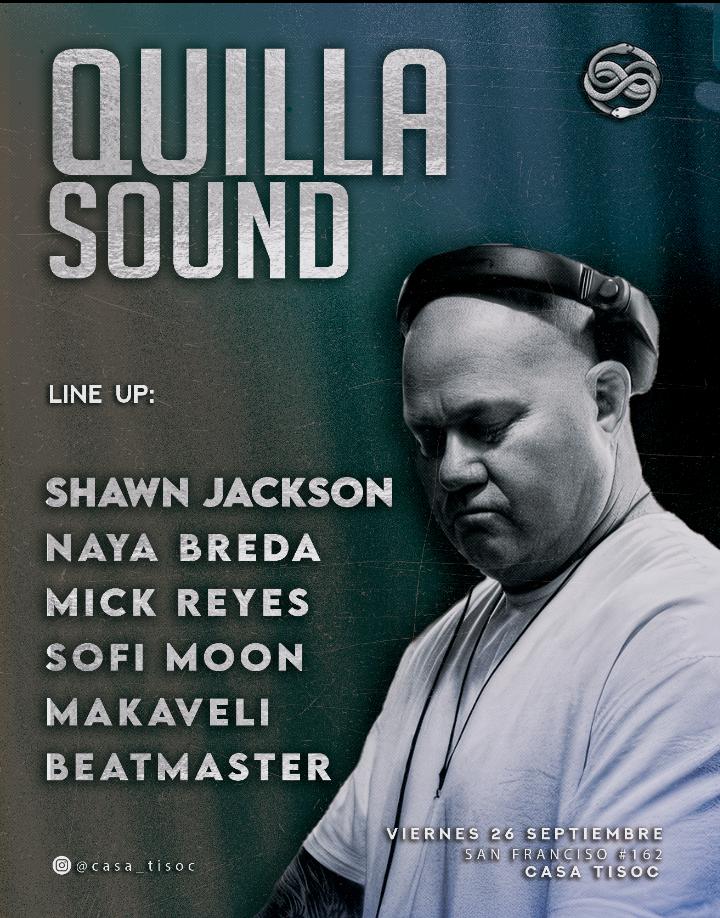 QUILLA
SOUND
LINE UP:
SHAWN JACKSON
NAYA BREDA
MICK REYES
SOFI MOON
MAKAVELI
BEATMASTER
VIERNES 26 SEPTIEMBRE
SAN FRANCISO #162
CASA TISOC
@casa_tisoc